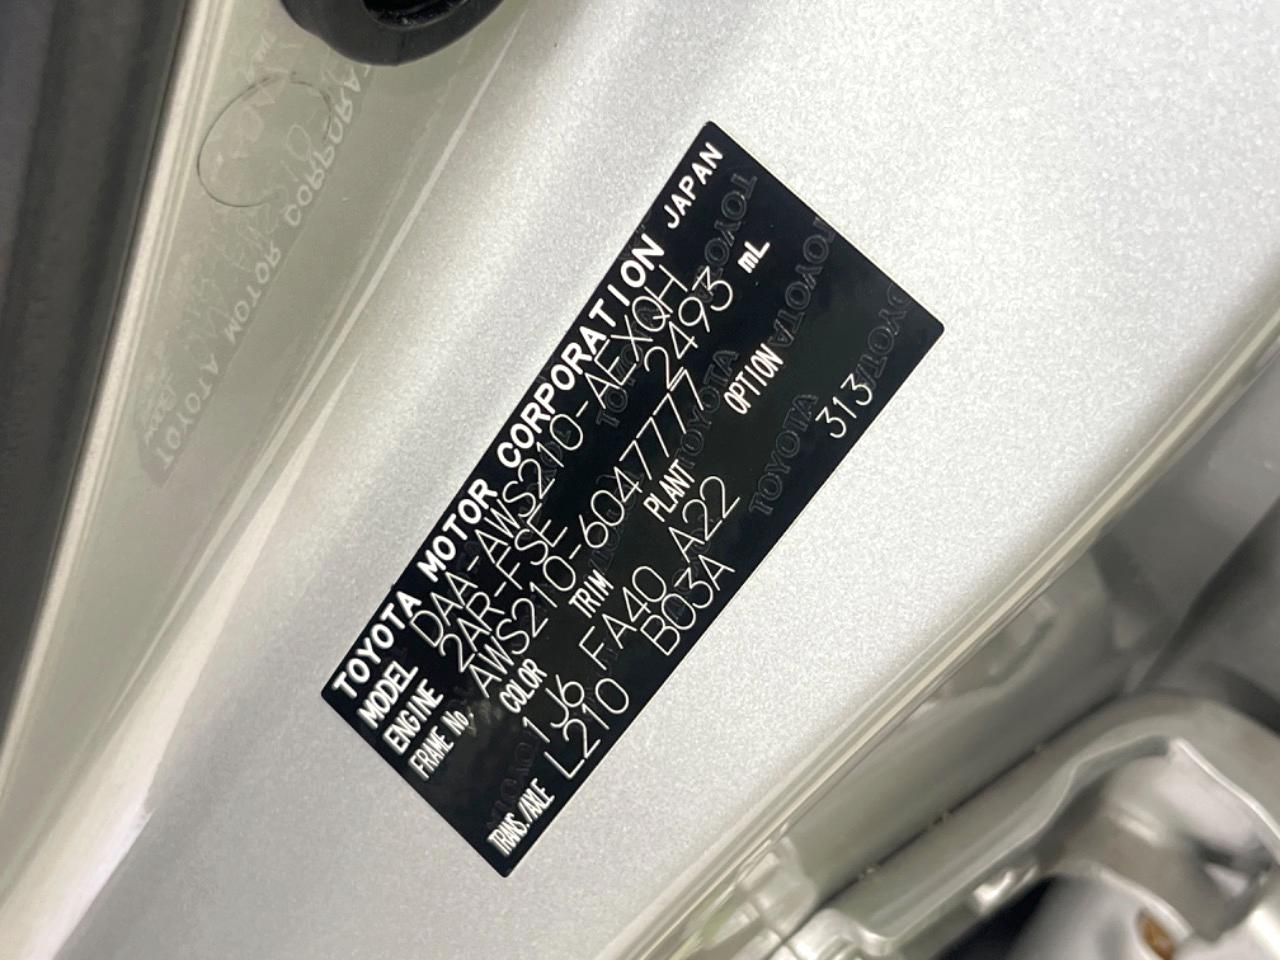 TOYOTA MOTOR CORPORATION JAPAN
MODEL DAA-AWS210-AEXQH
ENGINE 2AR-FSE 2493 mL
FRAME No. AWS210-6047777
COLOR TRIM PLANT OPTION
1J6 FA40 A22 313
TRANS./AXLE L210 B03A